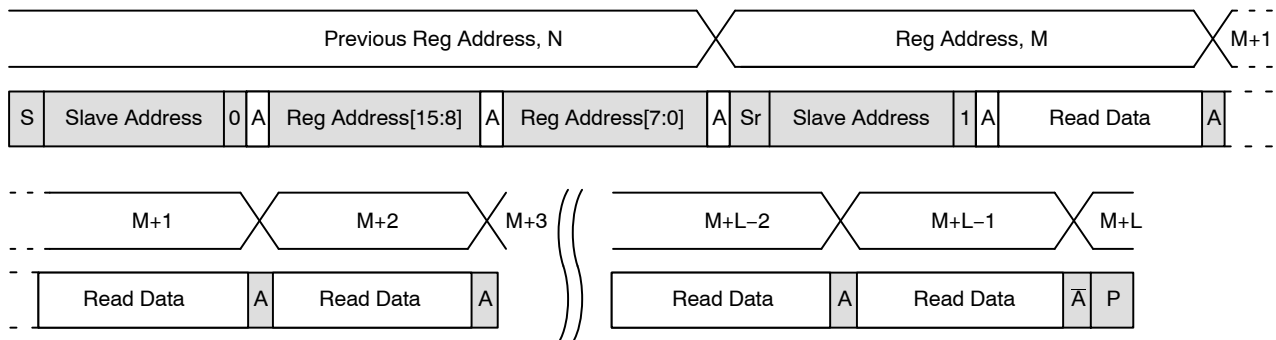 Previous Reg Address, N Reg Address, M M+1
S Slave Address 0 A Reg Address[15:8] A Reg Address[7:0] A Sr Slave Address 1 A Read Data A
M+1 M+2 M+3 M+L−2 M+L−1 M+L
Read Data A Read Data A Read Data A Read Data A̅ P